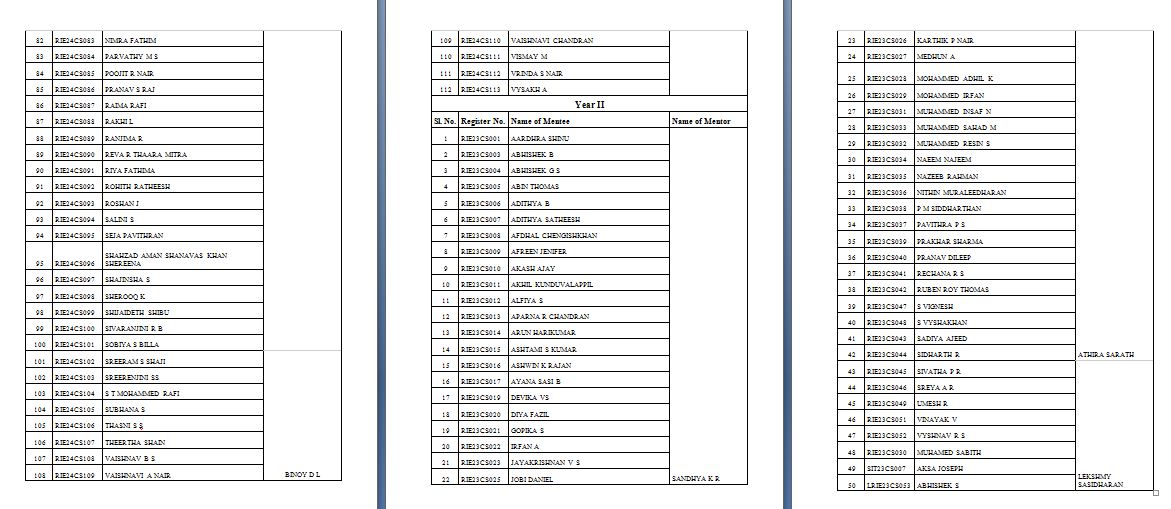 82 RIE24CS083 NIMRA FATHIM
83 RIE24CS084 PARVATHY M S
84 RIE24CS085 POOJIT R NAIR
85 RIE24CS086 PRANAV S RAJ
86 RIE24CS087 RAIMA RAFI
87 RIE24CS088 RAKHI L
88 RIE24CS089 RANJIMA R
89 RIE24CS090 REVA R THAARA MITRA
90 RIE24CS091 RIYA FATHIMA
91 RIE24CS092 ROHITH RATHEESH
92 RIE24CS093 ROSHAN J
93 RIE24CS094 SALINI S
94 RIE24CS095 SEJA PAVITHRAN
SHAHZAD AMAN SHANAVAS KHAN
95 RIE24CS096 SHEREENA
96 RIE24CS097 SHAJINSHA S
97 RIE24CS098 SHEROOQ K
98 RIE24CS099 SHIJAIDETH SHIBU
99 RIE24CS100 SIVARANJINI R B
100 RIE24CS101 SOBIYA S BILLA
101 RIE24CS102 SREERAM S SHAJI
102 RIE24CS103 SREERENJINI SS
103 RIE24CS104 S T MOHAMMED RAFI
104 RIE24CS105 SUBHANA S
105 RIE24CS106 THASNI S S
106 RIE24CS107 THEERTHA SHAIN
107 RIE24CS108 VAISHNAV B S
108 RIE24CS109 VAISHNAVI A NAIR BINOY D L
109 RIE24CS110 VAISHNAVI CHANDRAN
110 RIE24CS111 VISMAY M
111 RIE24CS112 VRINDA S NAIR
112 RIE24CS113 VYSAKH A
Year II
Sl. No. Register No. Name of Mentee Name of Mentor
1 RIE23CS001 AARDHRA SHINU
2 RIE23CS003 ABHISHEK B
3 RIE23CS004 ABHISHEK G S
4 RIE23CS005 ABIN THOMAS
5 RIE23CS006 ADITHYA B
6 RIE23CS007 ADITHYA SATHEESH
7 RIE23CS008 AFDHAL CHENGISHKHAN
8 RIE23CS009 AFREEN JENIFER
9 RIE23CS010 AKASH AJAY
10 RIE23CS011 AKHIL KUNDUVALAPPIL
11 RIE23CS012 ALFIYA S
12 RIE23CS013 APARNA R CHANDRAN
13 RIE23CS014 ARUN HARIKUMAR
14 RIE23CS015 ASHTAMI S KUMAR
15 RIE23CS016 ASHWIN K RAJAN
16 RIE23CS017 AYANA SASI B
17 RIE23CS019 DEVIKA VS
18 RIE23CS020 DIYA FAZIL
19 RIE23CS021 GOPIKA S
20 RIE23CS022 IRFAN A
21 RIE23CS023 JAYAKRISHNAN V S
22 RIE23CS025 JOBI DANIEL SANDHYA K R
23 RIE23CS026 KARTHIK P NAIR
24 RIE23CS027 MEDHUN A
25 RIE23CS028 MOHAMMED ADHIL K
26 RIE23CS029 MOHAMMED IRFAN
27 RIE23CS031 MUHAMMED INSAF N
28 RIE23CS033 MUHAMMED SAHAD M
29 RIE23CS032 MUHAMMED RESIN S
30 RIE23CS034 NAEEM NAJEEM
31 RIE23CS035 NAZEEB RAHMAN
32 RIE23CS036 NITHIN MURALEEDHARAN
33 RIE23CS038 P M SIDDHARTHAN
34 RIE23CS037 PAVITHRA P S
35 RIE23CS039 PRAKHAR SHARMA
36 RIE23CS040 PRANAV DILEEP
37 RIE23CS041 RECHANA R S
38 RIE23CS042 RUBEN ROY THOMAS
39 RIE23CS047 S VIGNESH
40 RIE23CS048 S VYSHAKHAN
41 RIE23CS043 SADIYA AJEED
42 RIE23CS044 SIDHARTH R ATHIRA SARATH
43 RIE23CS045 SIVATHA P R
44 RIE23CS046 SREYA A R
45 RIE23CS049 UMESH R
46 RIE23CS051 VINAYAK V
47 RIE23CS052 VYSHNAV R S
48 RIE23CS030 MUHAMED SABITH
49 SIT23CS007 AKSA JOSEPH
LEKSHMY
50 LRIE23CS053 ABHISHEK S SASIDHARAN